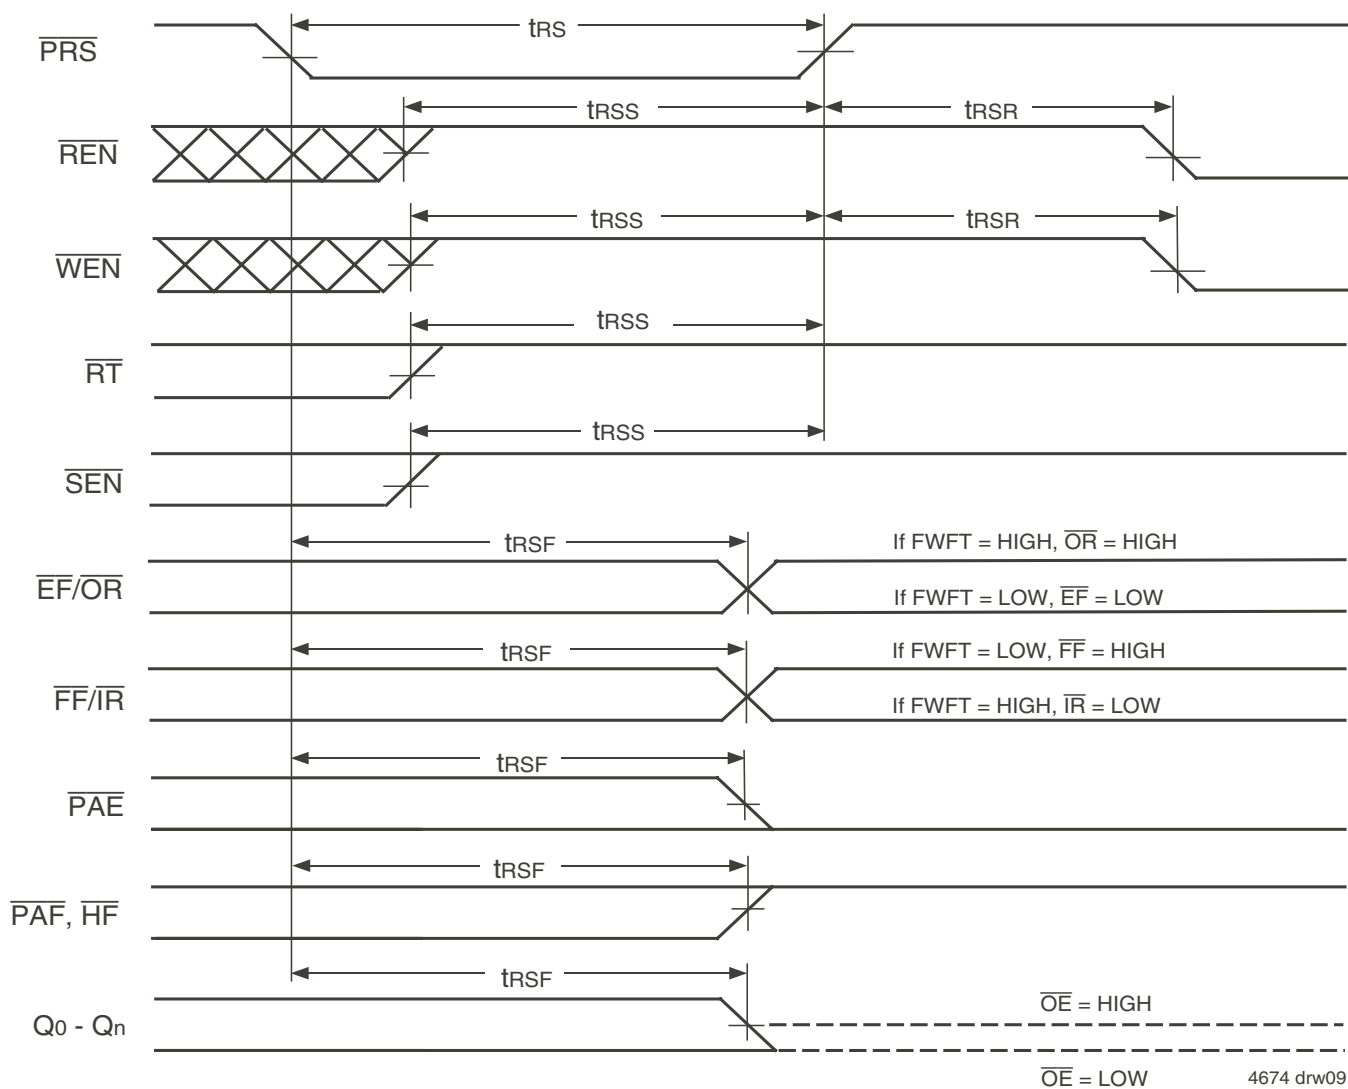 tRS
PRS
tRSS
tRSR
REN
tRSS
tRSR
WEN
tRSS
RT
tRSS
SEN
tRSF
If FWFT = HIGH, OR = HIGH
EF/OR
If FWFT = LOW, EF = LOW
tRSF
If FWFT = LOW, FF = HIGH
FF/IR
If FWFT = HIGH, IR = LOW
tRSF
PAE
tRSF
PAF, HF
tRSF
OE = HIGH
Q0 - Qn
OE = LOW
4674 drw09